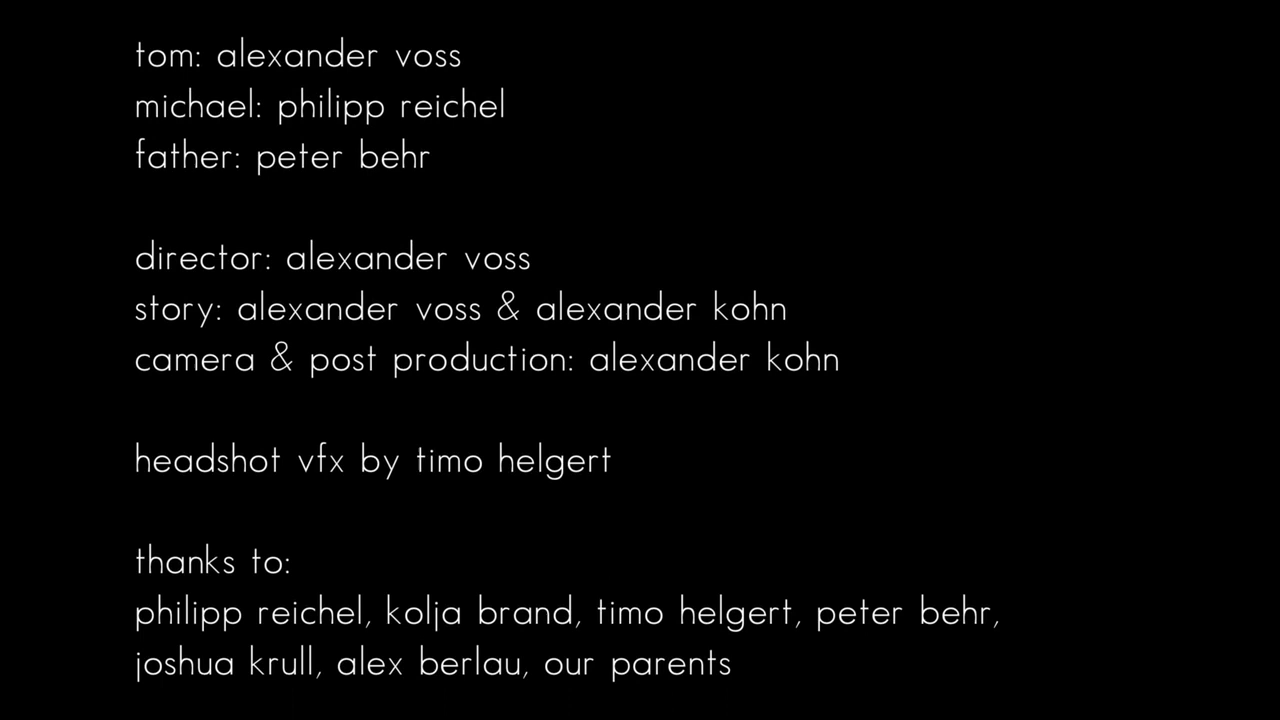 tom: alexander voss
michael: philipp reichel
father: peter behr
director: alexander voss
story: alexander voss & alexander kohn
camera & post production: alexander kohn
headshot vfx by timo helgert
thanks to:
philipp reichel, kolja brand, timo helgert, peter behr,
joshua krull, alex berlau, our parents